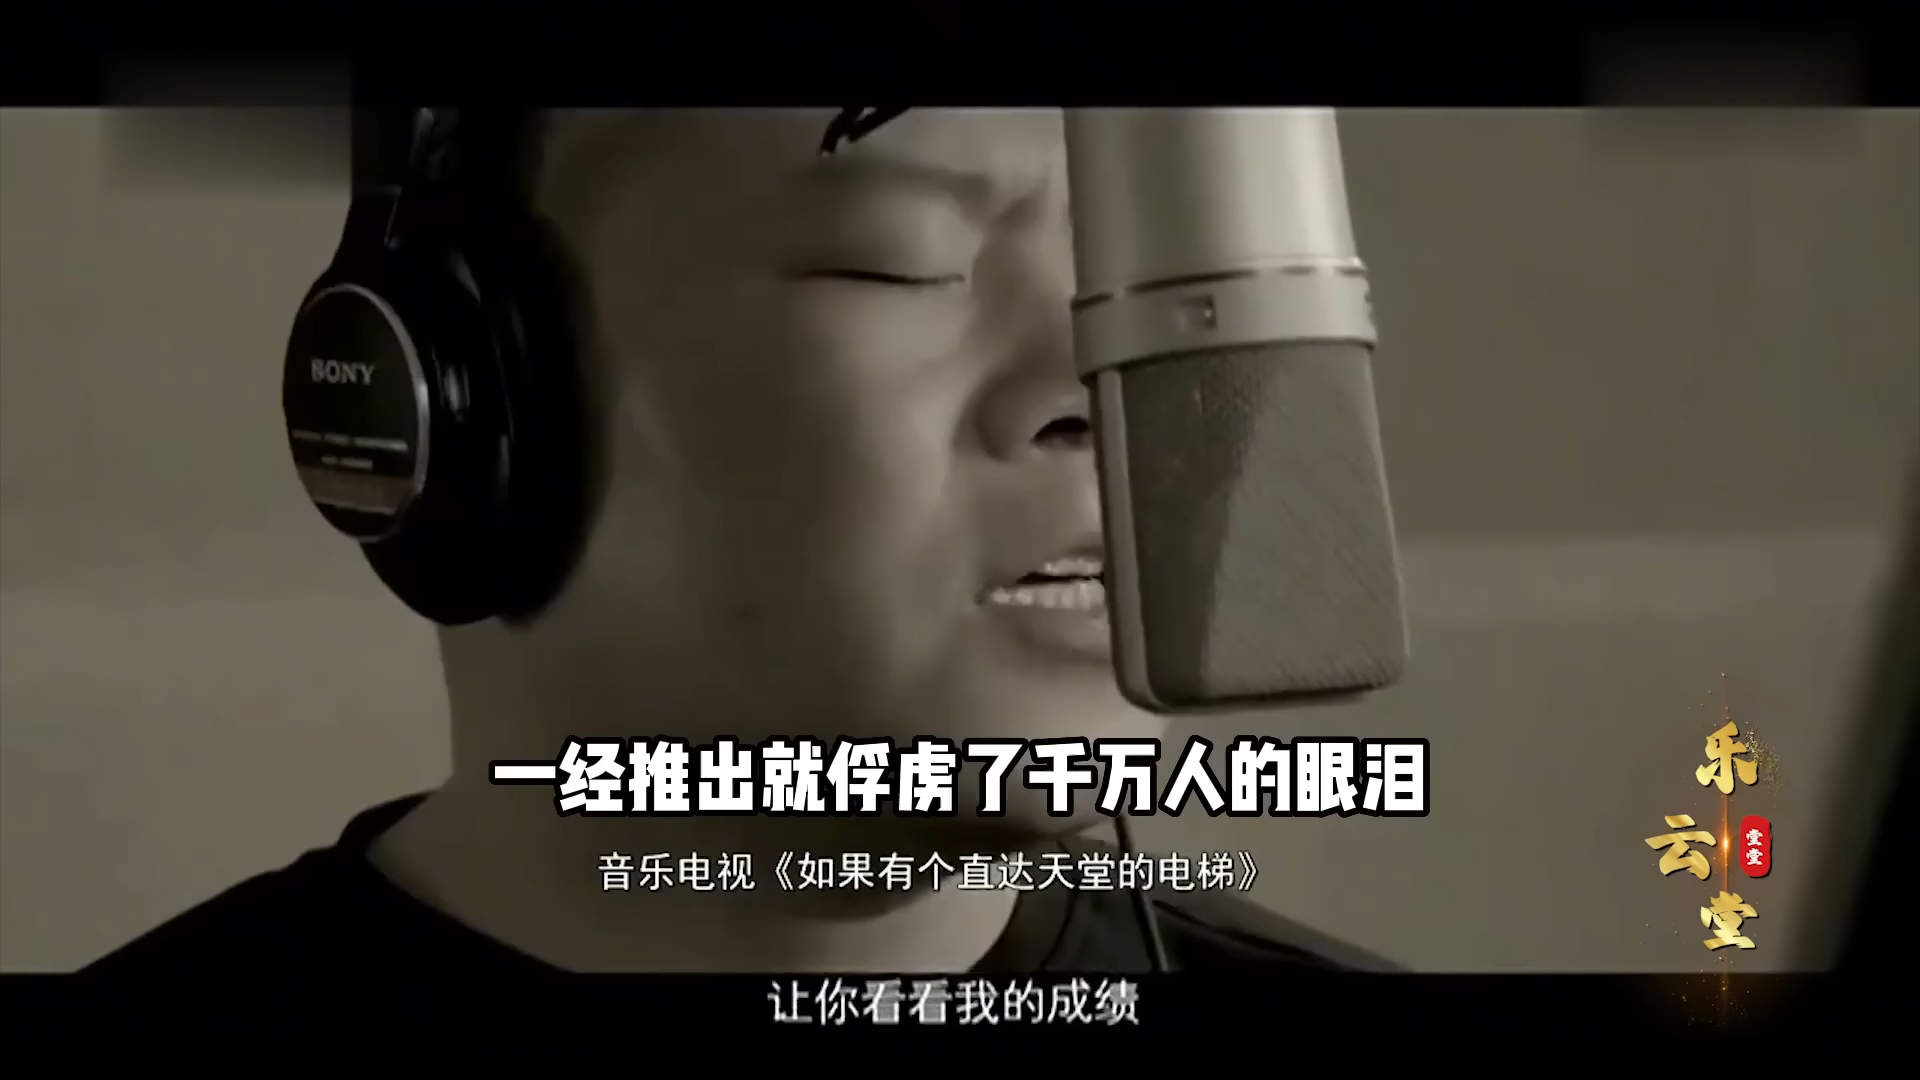 SONY
一经推出就俘虏了千万人的眼泪
音乐电视《如果有个直达天堂的电梯》
让你看看我的成绩
乐云堂
堂堂